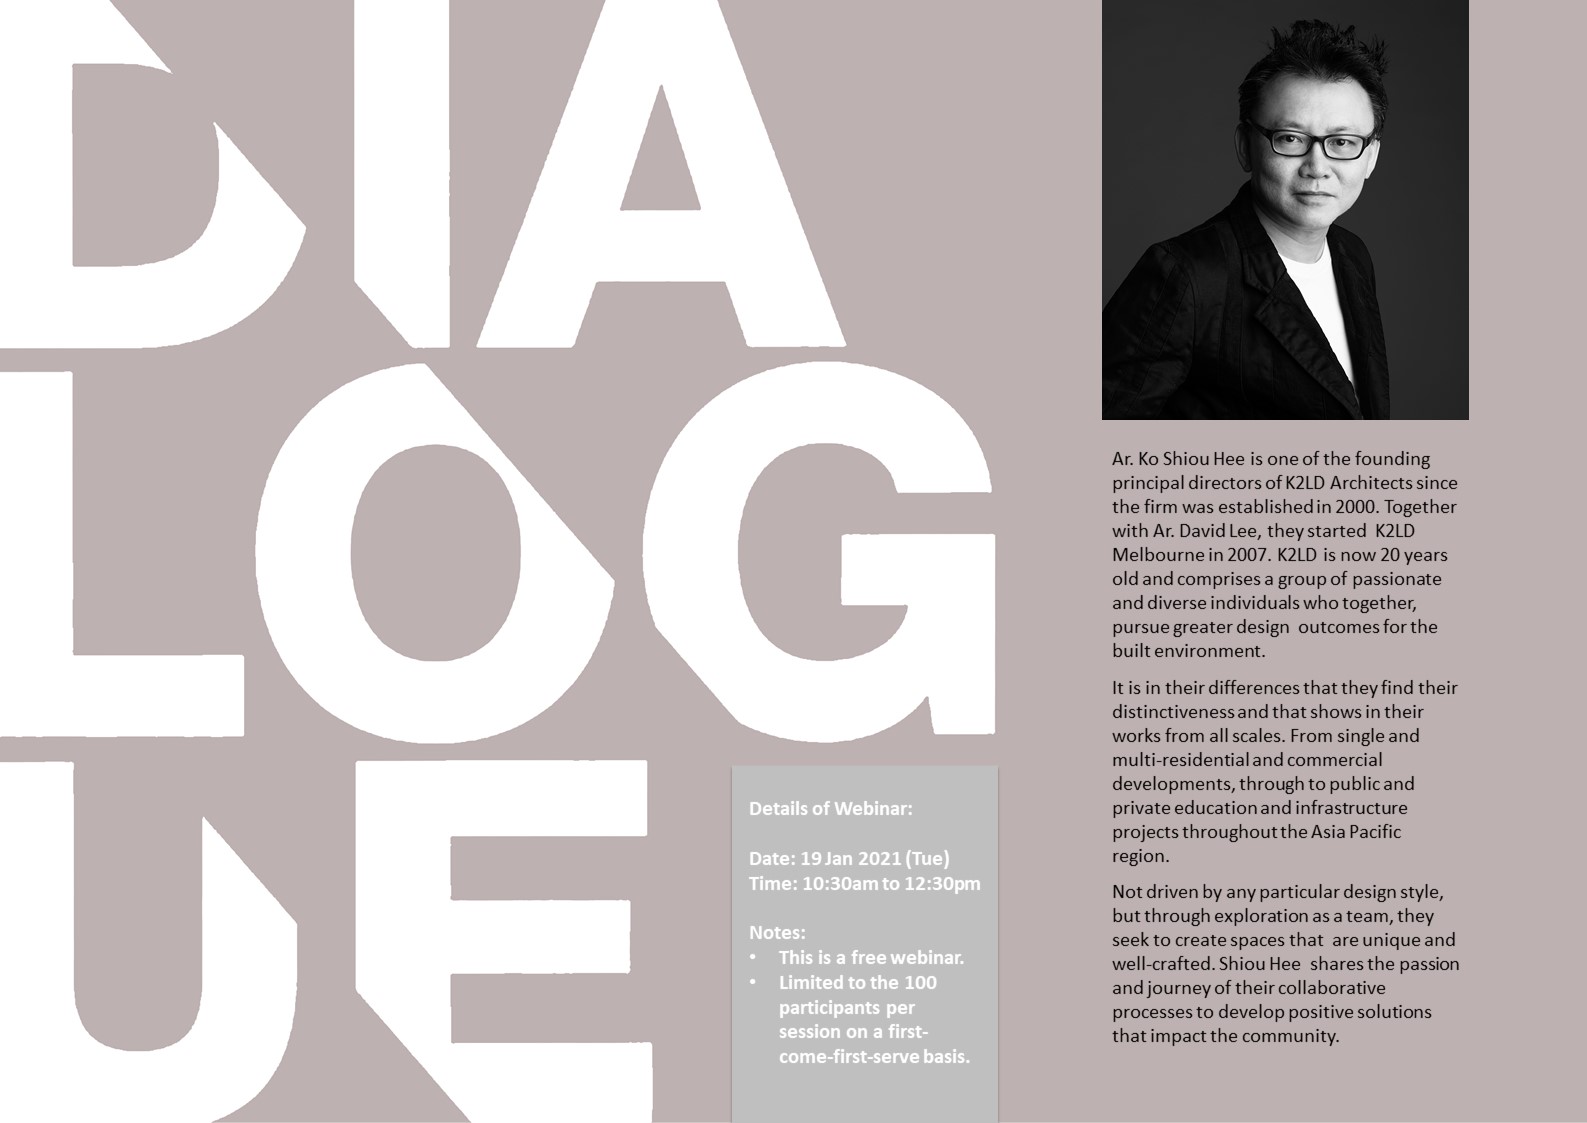 DIA
LOG
UE
Details of Webinar:
Date: 19 Jan 2021 (Tue)
Time: 10:30am to 12:30pm
Notes:
• This is a free webinar.
• Limited to the 100
participants per
session on a first-
come-first-serve basis.
Ar. Ko Shiou Hee is one of the founding
principal directors of K2LD Architects since
the firm was established in 2000. Together
with Ar. David Lee, they started K2LD
Melbourne in 2007. K2LD is now 20 years
old and comprises a group of passionate
and diverse individuals who together,
pursue greater design outcomes for the
built environment.
It is in their differences that they find their
distinctiveness and that shows in their
works from all scales. From single and
multi-residential and commercial
developments, through to public and
private education and infrastructure
projects throughout the Asia Pacific
region.
Not driven by any particular design style,
but through exploration as a team, they
seek to create spaces that are unique and
well-crafted. Shiou Hee shares the passion
and journey of their collaborative
processes to develop positive solutions
that impact the community.